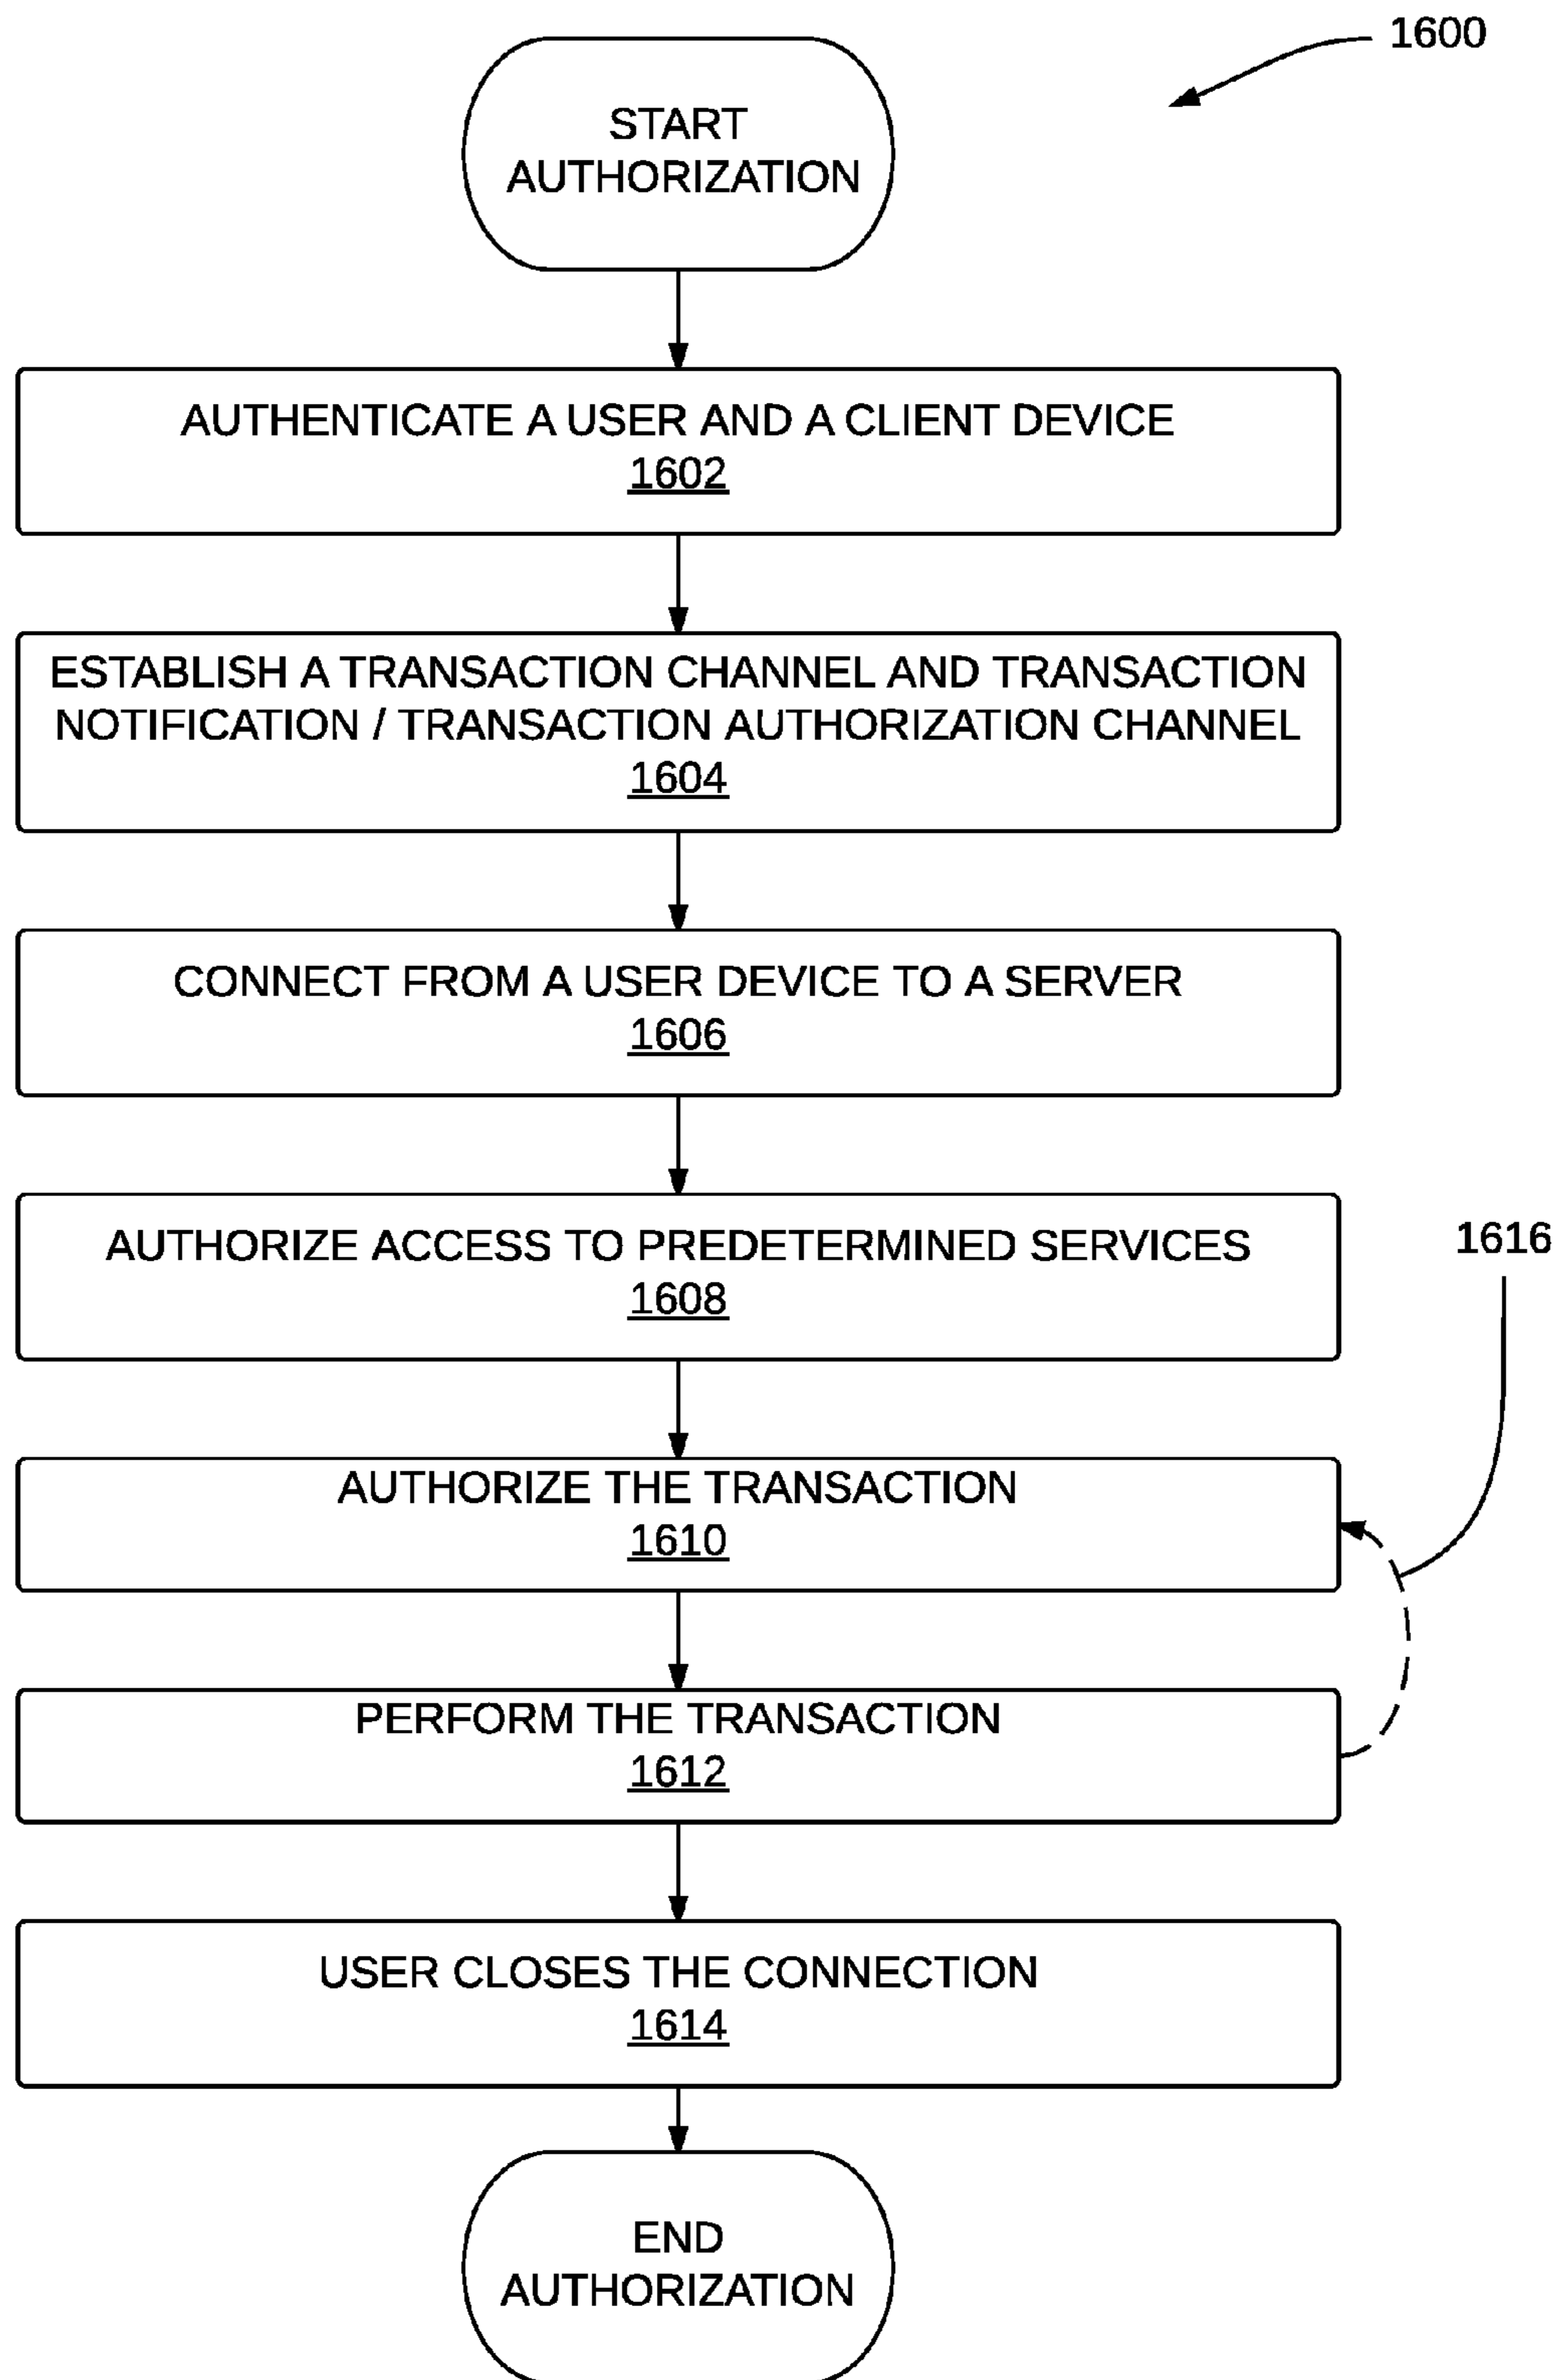 1600
START
AUTHORIZATION
AUTHENTICATE A USER AND A CLIENT DEVICE
1602
ESTABLISH A TRANSACTION CHANNEL AND TRANSACTION
NOTIFICATION / TRANSACTION AUTHORIZATION CHANNEL
1604
CONNECT FROM A USER DEVICE TO A SERVER
1606
AUTHORIZE ACCESS TO PREDETERMINED SERVICES
1608
1616
AUTHORIZE THE TRANSACTION
1610
PERFORM THE TRANSACTION
1612
USER CLOSES THE CONNECTION
1614
END
AUTHORIZATION